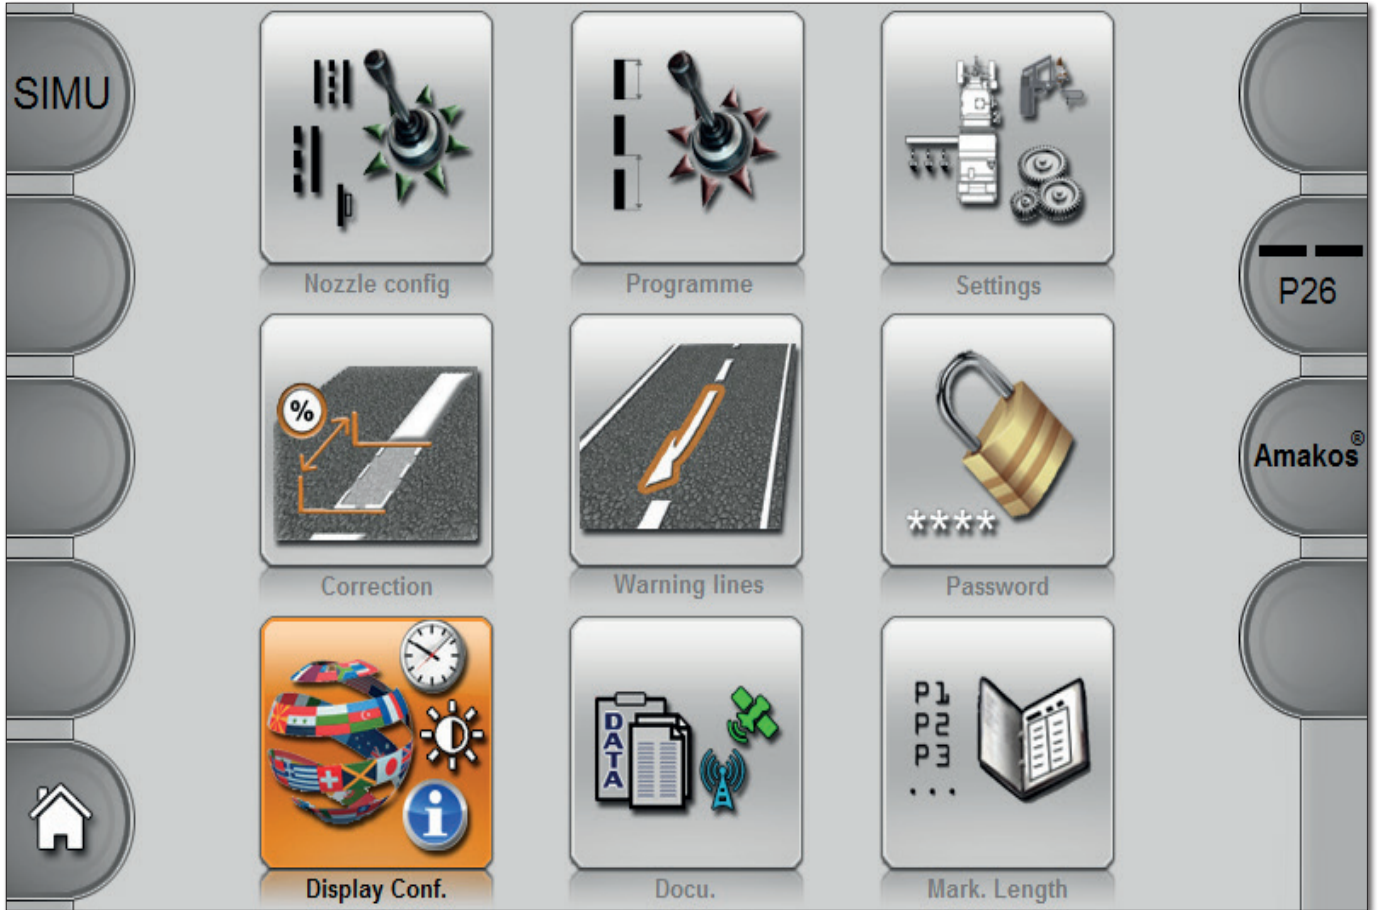 SIMU
Nozzle config
Programme
Settings
P26
%
Correction
Warning lines
****
Password
Amakos®
i
Display Conf.
DATA
Docu.
P1
P2
P3
...
Mark. Length